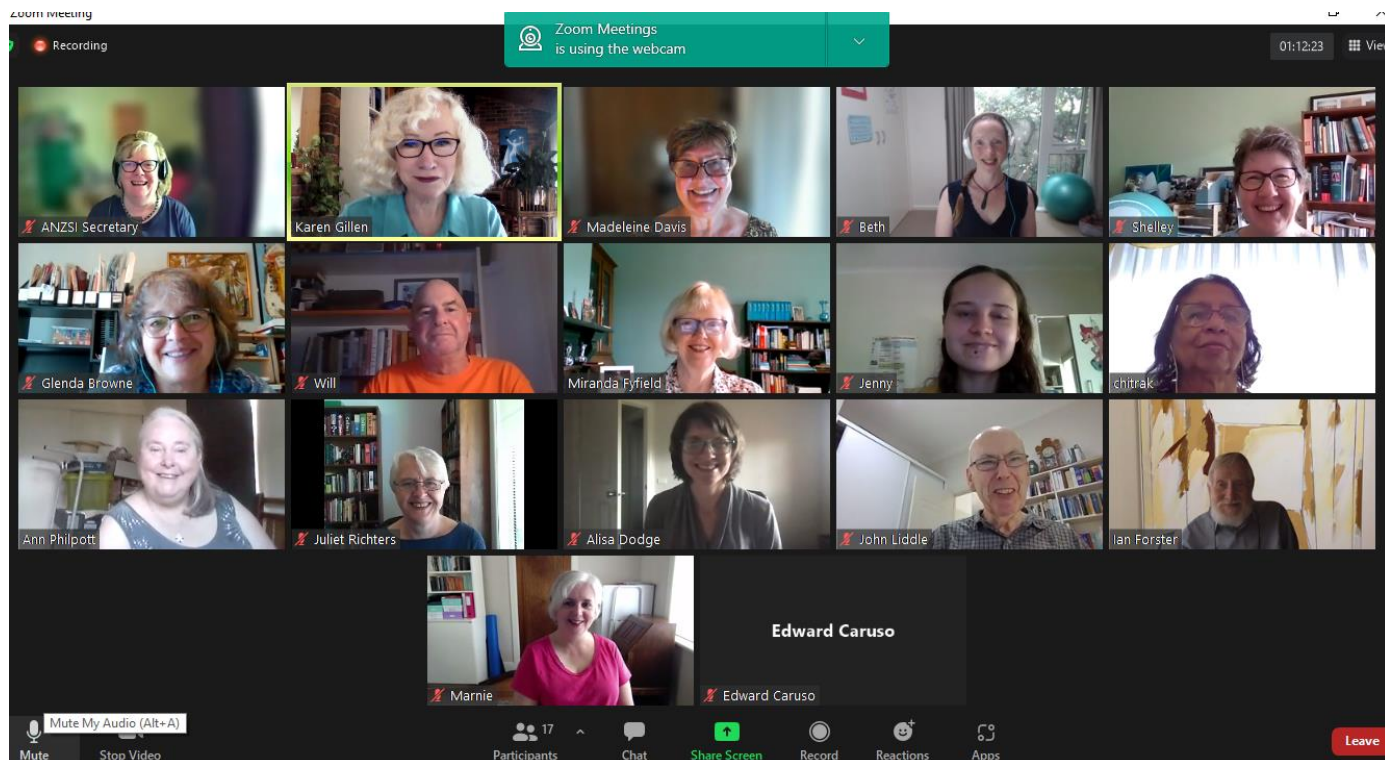 Zoom Meeting
Recording
Zoom Meetings
is using the webcam
01:12:23
View
ANZSI Secretary
Karen Gillen
Madeleine Davis
Beth
Shelley
Glenda Browne
Will
Miranda Fyfield
Jenny
chitrak
Ann Philpott
Juliet Richters
Alisa Dodge
John Liddle
Ian Forster
Marnie
Edward Caruso
Edward Caruso
Mute My Audio (Alt+A)
Mute
Stop Video
17
Participants
Chat
Share Screen
Record
Reactions
Apps
Leave